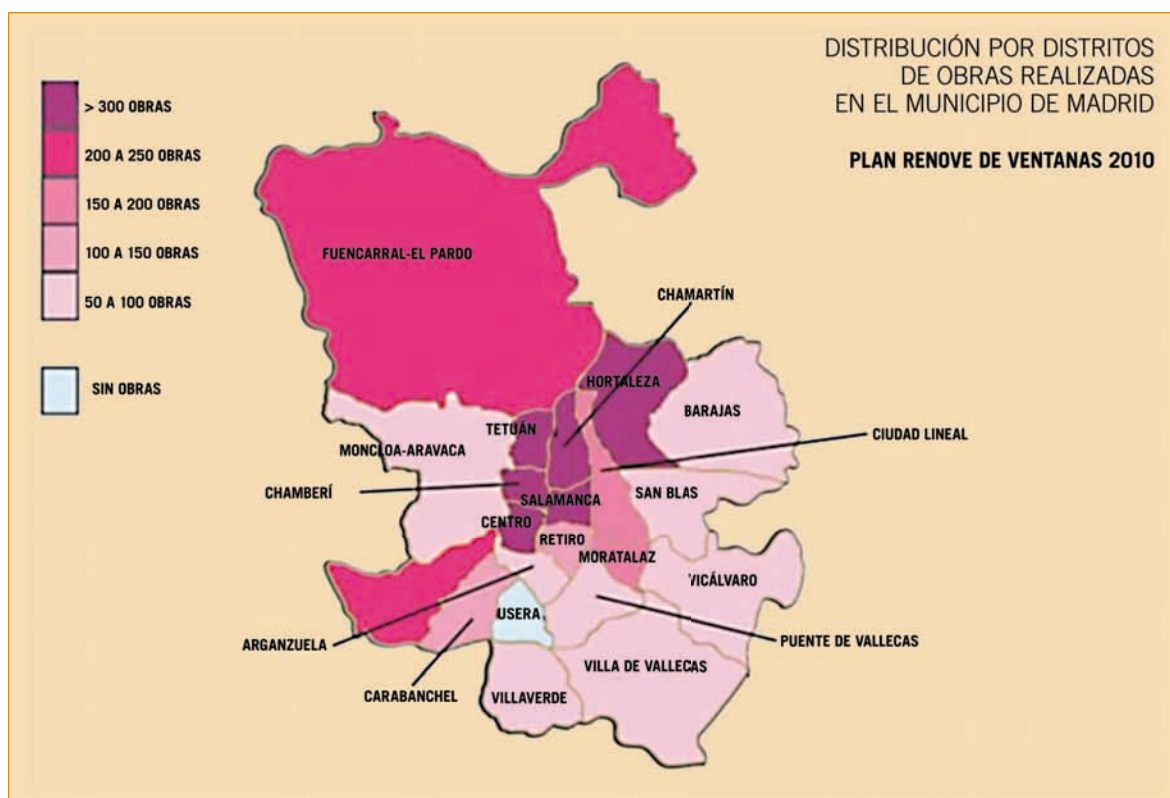 DISTRIBUCIÓN POR DISTRITOS
DE OBRAS REALIZADAS
EN EL MUNICIPIO DE MADRID
PLAN RENOVE DE VENTANAS 2010
> 300 OBRAS
200 A 250 OBRAS
150 A 200 OBRAS
100 A 150 OBRAS
50 A 100 OBRAS
SIN OBRAS
FUENCARRAL-EL PARDO
CHAMARTÍN
HORTALEZA
BARAJAS
TETUÁN
CIUDAD LINEAL
MONCLOA-ARAVACA
CHAMBERÍ
SALAMANCA
SAN BLAS
CENTRO
RETIRO
MORATALAZ
VICÁLVARO
USERA
ARGANZUELA
PUENTE DE VALLECAS
VILLA DE VALLECAS
CARABANCHEL
VILLAVERDE